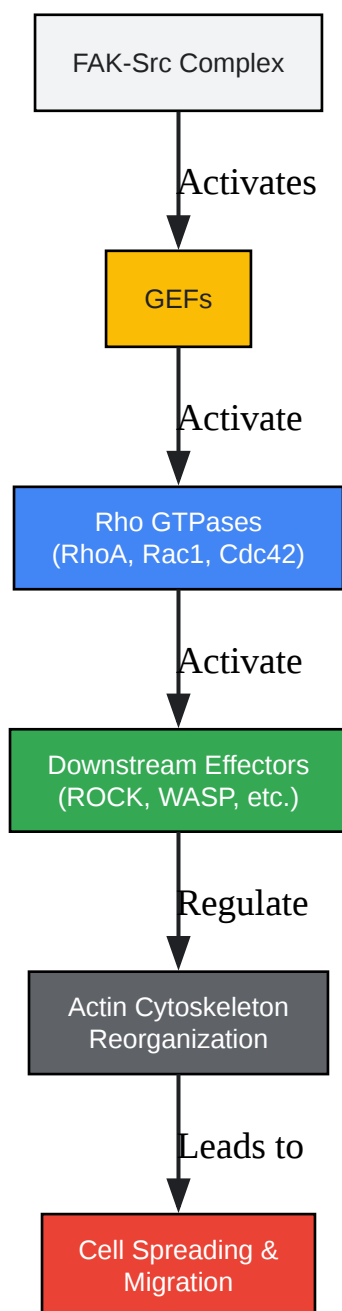 FAK-Src Complex
Activates
GEFs
Activate
Rho GTPases
(RhoA, Rac1, Cdc42)
Activate
Downstream Effectors
(ROCK, WASP, etc.)
Regulate
Actin Cytoskeleton
Reorganization
Leads to
Cell Spreading &
Migration